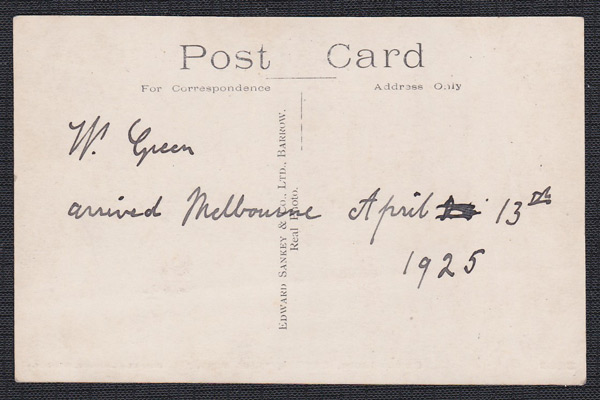 Post Card
For Correspondence Address Only
W. Green
arrived Melbourne April 13th
1925
EDWARD SANKEY & CO., LTD., BARROW.
Real Photo.